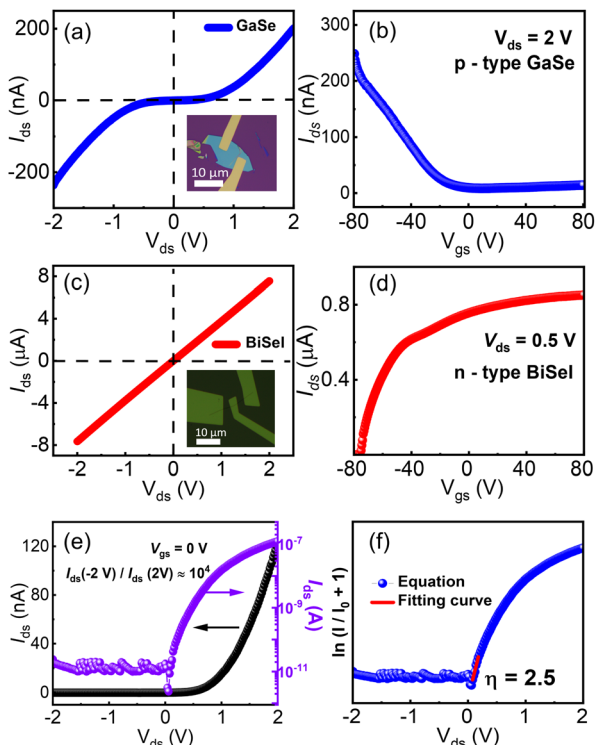 (a)
GaSe
200
0
-200
I_ds (nA)
10 μm
-2 -1 0 1 2
V_ds (V)
(b)
V_ds = 2 V
p - type GaSe
300
200
100
0
I_ds (nA)
-80 -40 0 40 80
V_gs (V)
(c)
BiSeI
8
4
0
-4
-8
I_ds (μA)
10 μm
-2 -1 0 1 2
V_ds (V)
(d)
V_ds = 0.5 V
n - type BiSeI
0.8
0.4
I_ds (μA)
-80 -40 0 40 80
V_gs (V)
(e)
V_gs = 0 V
I_ds(-2 V) / I_ds (2V) ≈ 10⁴
120
80
40
0
I_ds (nA)
10⁻⁷
10⁻⁹
10⁻¹¹
I_ds (A)
-2 -1 0 1 2
V_ds (V)
(f)
Equation
Fitting curve
η = 2.5
ln (I / I₀ + 1)
-2 -1 0 1 2
V_ds (V)